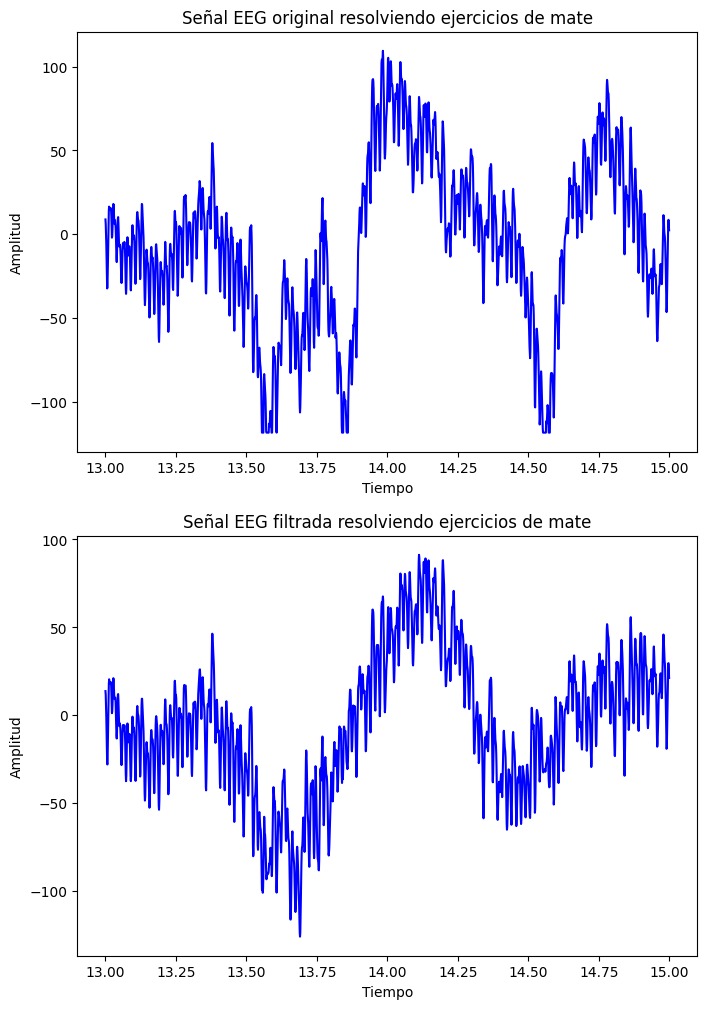 Señal EEG original resolviendo ejercicios de mate
100
50
0
−50
−100
Amplitud
13.00 13.25 13.50 13.75 14.00 14.25 14.50 14.75 15.00
Tiempo
Señal EEG filtrada resolviendo ejercicios de mate
100
50
0
−50
−100
Amplitud
13.00 13.25 13.50 13.75 14.00 14.25 14.50 14.75 15.00
Tiempo